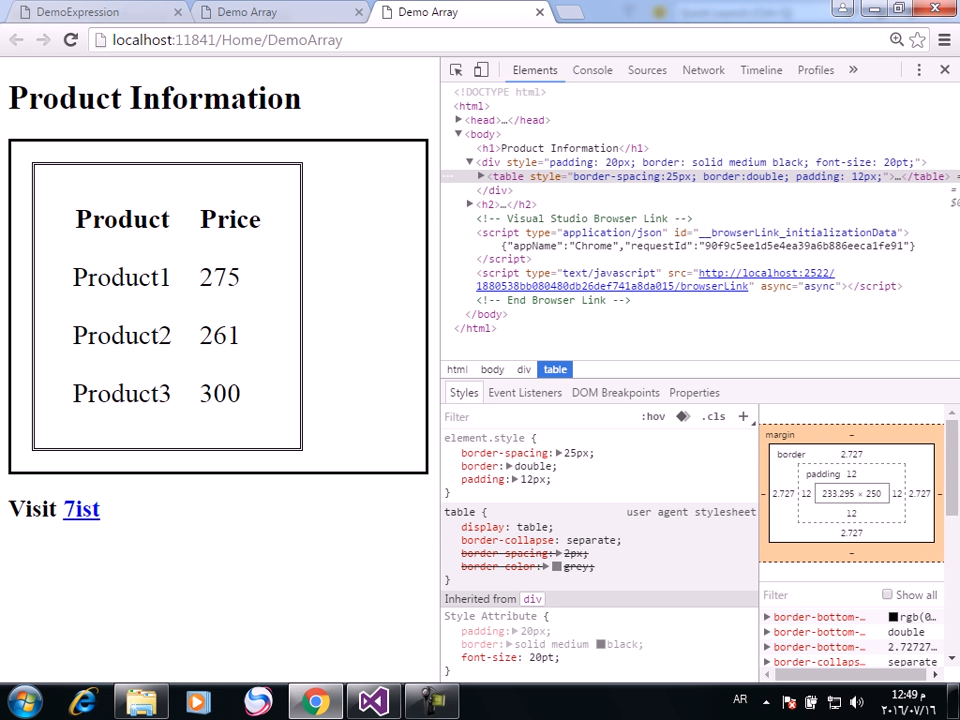 DemoExpression
Demo Array
Demo Array
localhost:11841/Home/DemoArray
Product Information
Product Price
Product1 275
Product2 261
Product3 300
Visit 7ist
Elements Console Sources Network Timeline Profiles »
<!DOCTYPE html>
<html>
<head>…</head>
<body>
<h1>Product Information</h1>
<div style="padding: 20px; border: solid medium black; font-size: 20pt;">
<table style="border-spacing:25px; border:double; padding: 12px;">…</table> =
</div>
<h2>…</h2>
<!-- Visual Studio Browser Link -->
<script type="application/json" id="__browserLink_initializationData">
{"appName":"Chrome","requestId":"90f9c5ee1d5e4ea39a6b886eeca1fe91"}
</script>
<script type="text/javascript" src="http://localhost:2522/
1880538bb080480db26def741a8da015/browserLink" async="async"></script>
<!-- End Browser Link -->
</body>
</html>
html body div table
Styles Event Listeners DOM Breakpoints Properties
Filter :hov .cls +
element.style {
border-spacing: 25px;
border: double;
padding: 12px;
}
table { user agent stylesheet
display: table;
border-collapse: separate;
border-spacing: 2px;
border-color: grey;
}
Inherited from div
Style Attribute {
padding: 20px;
border: solid medium black;
font-size: 20pt;
}
margin –
border 2.727
padding 12
– 2.727 12 233.295 × 250 12 2.727 –
12
2.727
–
Filter Show all
border-bottom-… rgb(0…
border-bottom-… double
border-bottom-… 2.72727…
border-collaps… separate
AR
12:49 م
٢٠١٦/٠٧/١٦